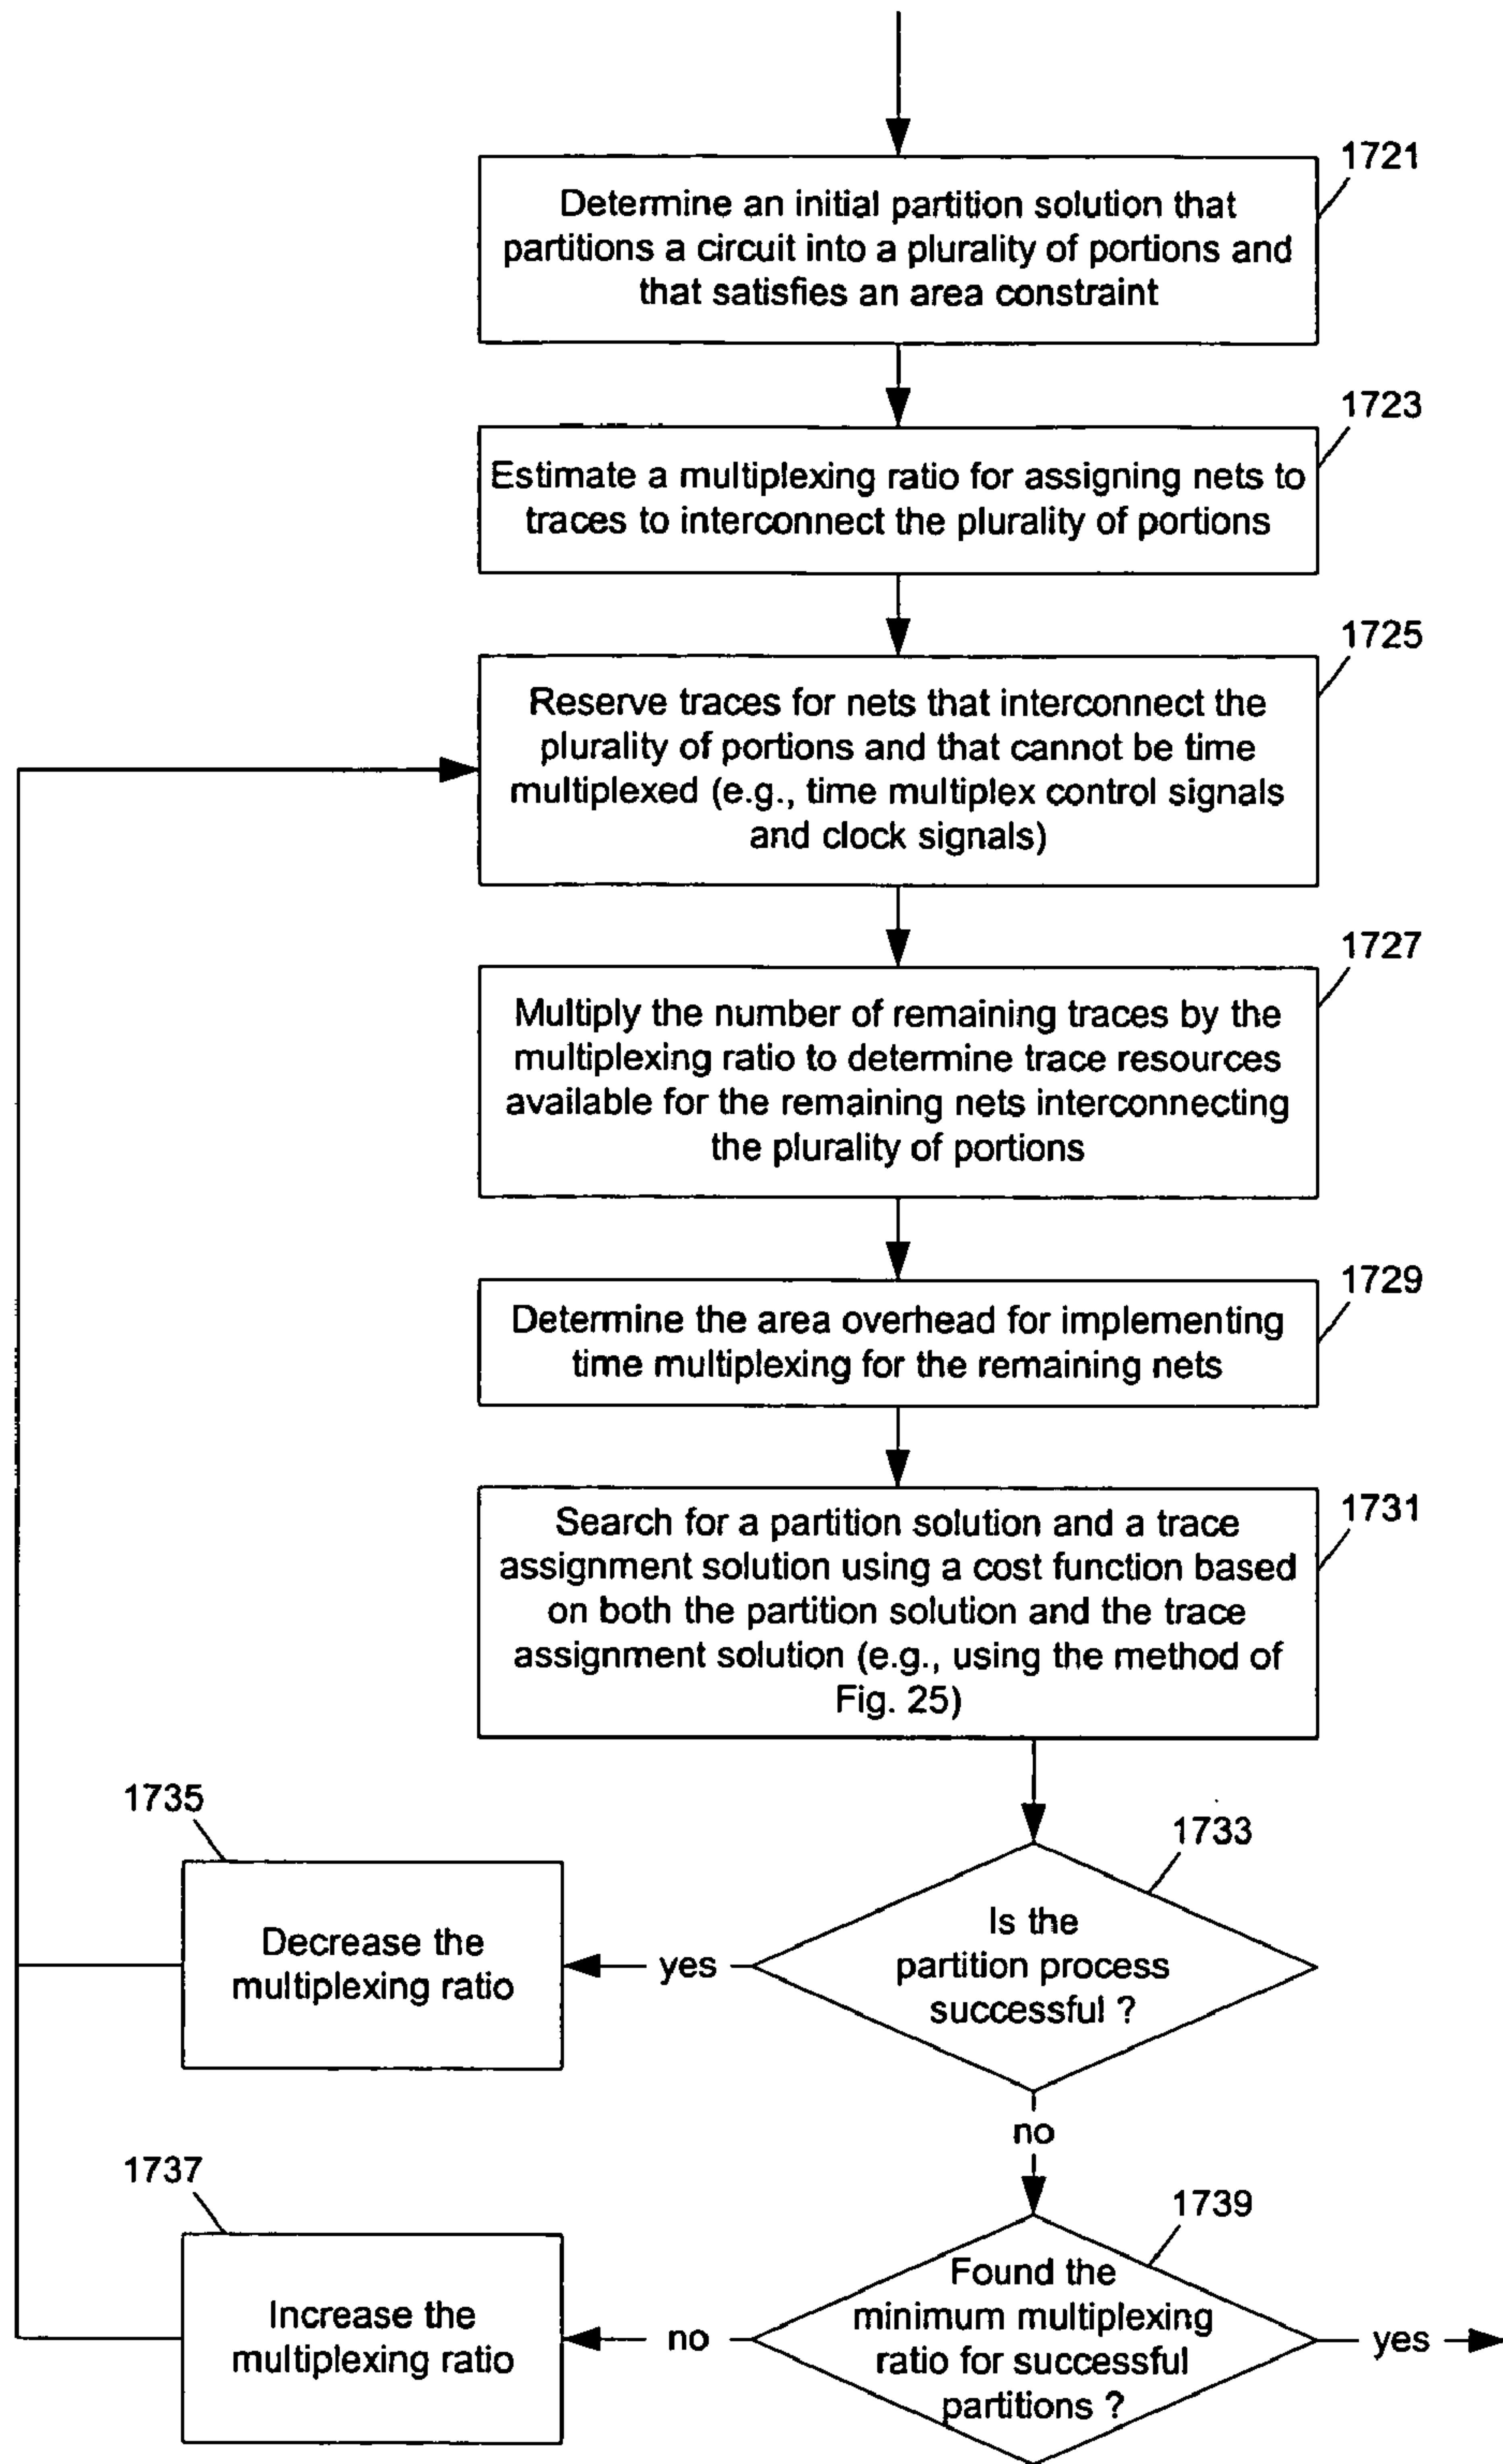 1721
Determine an initial partition solution that
partitions a circuit into a plurality of portions and
that satisfies an area constraint
1723
Estimate a multiplexing ratio for assigning nets to
traces to interconnect the plurality of portions
1725
Reserve traces for nets that interconnect the
plurality of portions and that cannot be time
multiplexed (e.g., time multiplex control signals
and clock signals)
1727
Multiply the number of remaining traces by the
multiplexing ratio to determine trace resources
available for the remaining nets interconnecting
the plurality of portions
1729
Determine the area overhead for implementing
time multiplexing for the remaining nets
1731
Search for a partition solution and a trace
assignment solution using a cost function based
on both the partition solution and the trace
assignment solution (e.g., using the method of
Fig. 25)
1735
Decrease the
multiplexing ratio
yes
1733
Is the
partition process
successful ?
no
1737
Increase the
multiplexing ratio
no
1739
Found the
minimum multiplexing
ratio for successful
partitions ?
yes